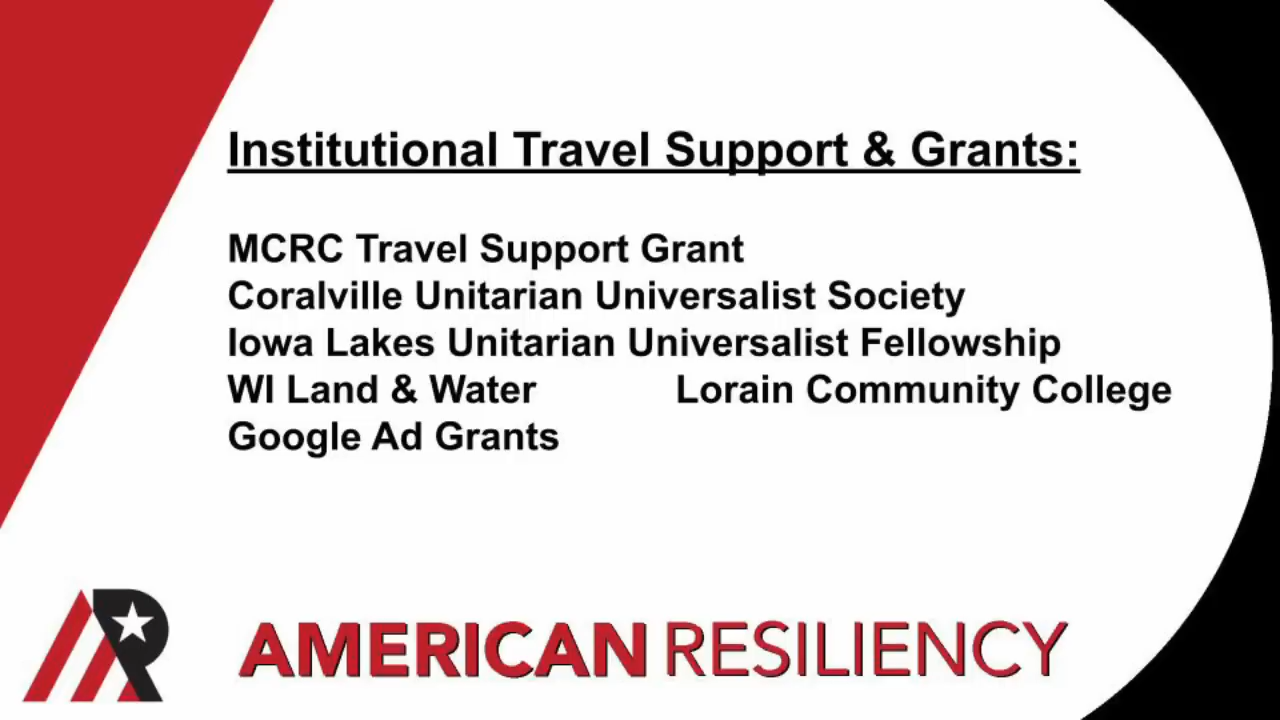 Institutional Travel Support & Grants:
MCRC Travel Support Grant
Coralville Unitarian Universalist Society
Iowa Lakes Unitarian Universalist Fellowship
WI Land & Water Lorain Community College
Google Ad Grants
AR
AMERICAN RESILIENCY